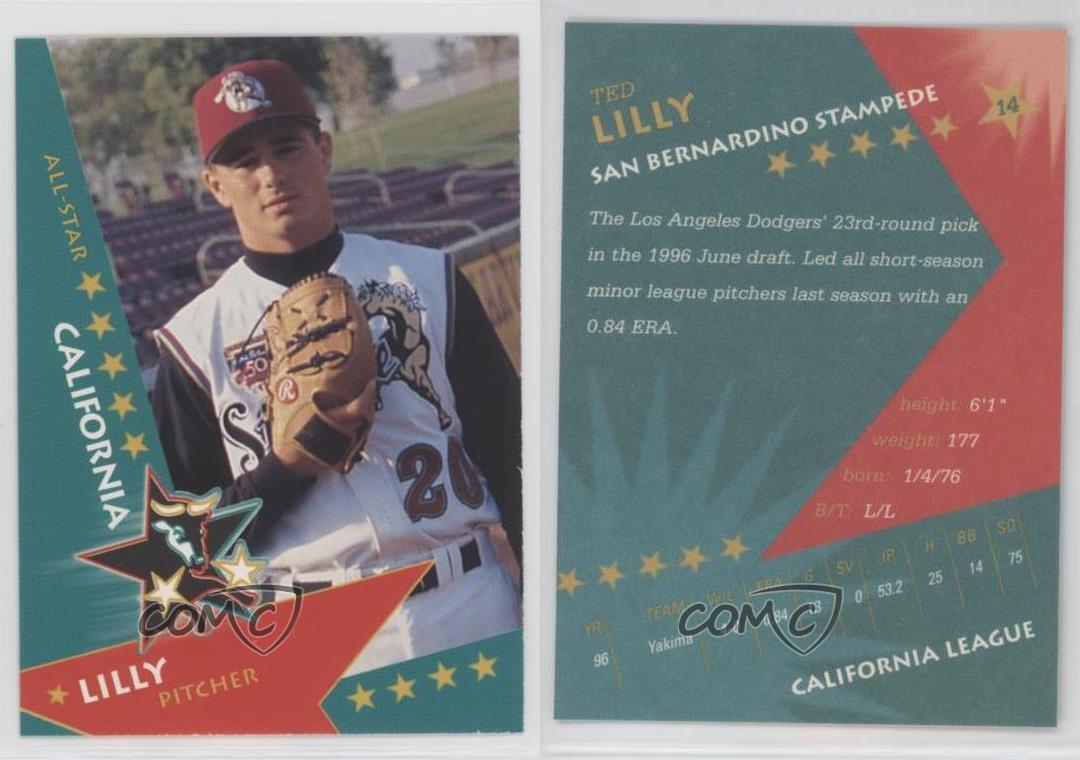 ALL-STAR
CALIFORNIA
50
R
20
LILLY
PITCHER
COMC
TED
LILLY
SAN BERNARDINO STAMPEDE
14
The Los Angeles Dodgers' 23rd-round pick
in the 1996 June draft. Led all short-season
minor league pitchers last season with an
0.84 ERA.
height: 6'1"
weight: 177
born: 1/4/76
B/T: L/L
YR TEAM W/L ERA G SV IP H BB SO
96 Yakima 0 53.2 25 14 75
COMC
CALIFORNIA LEAGUE